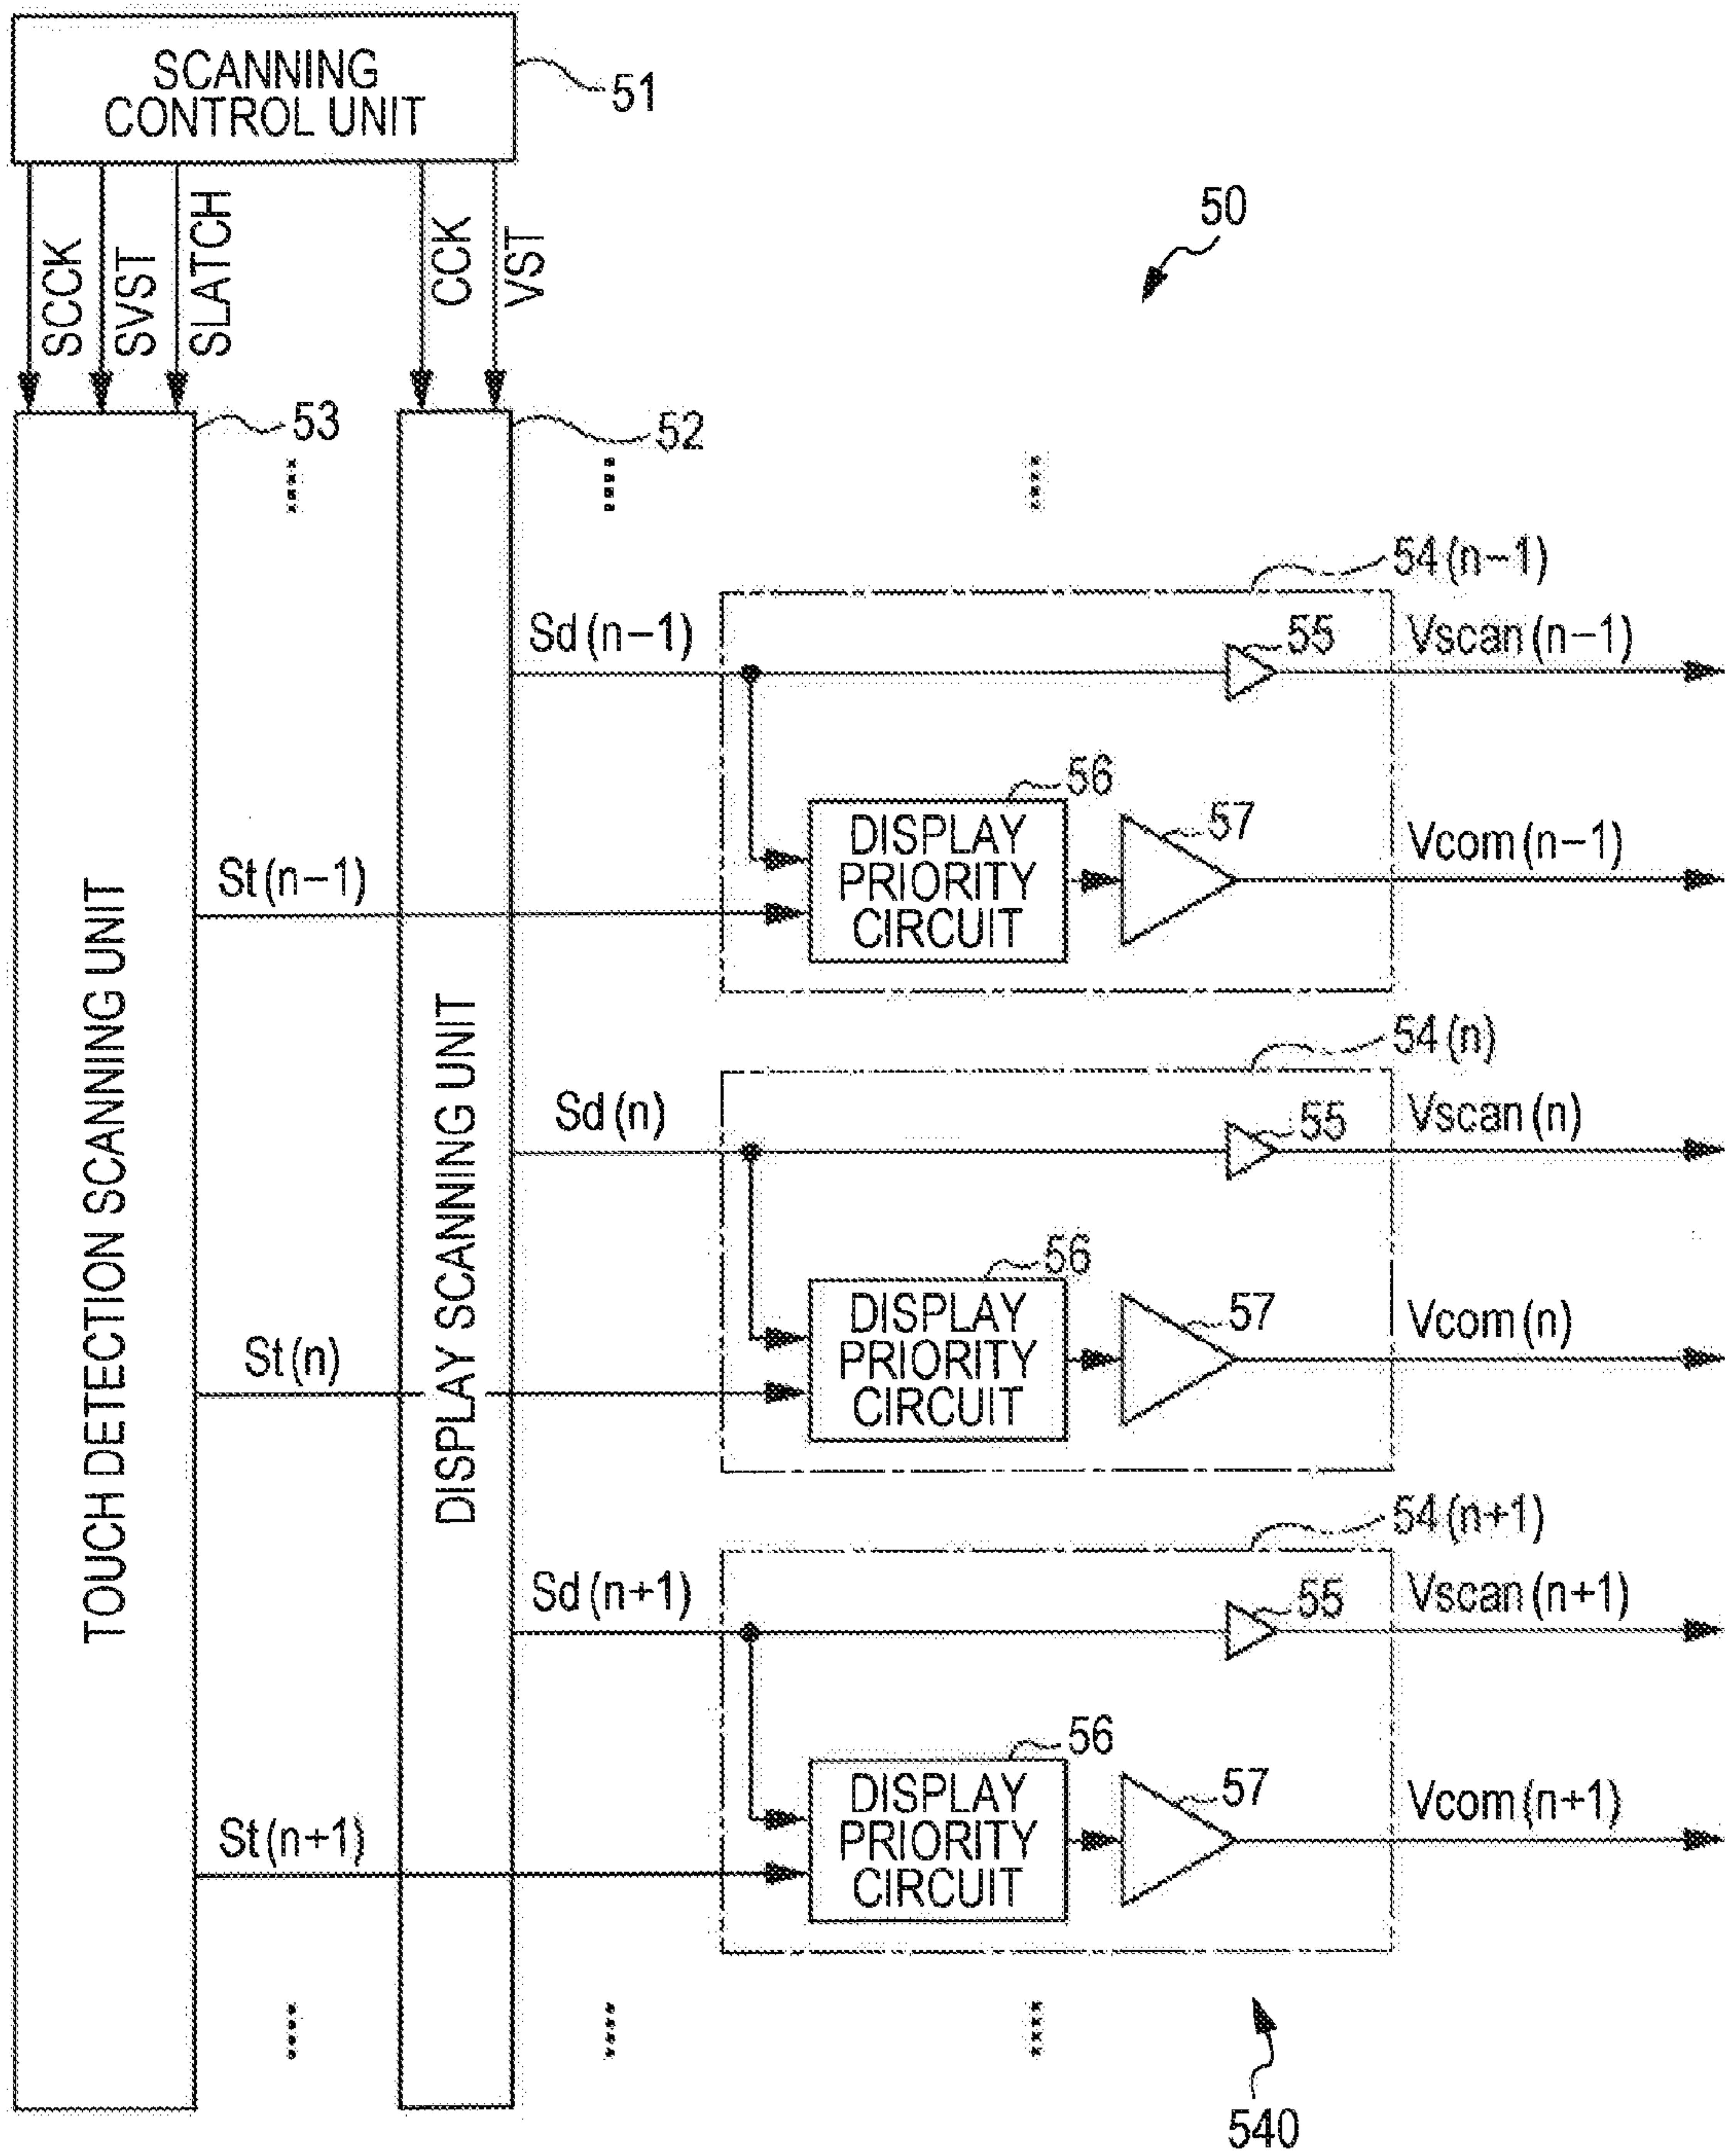 SCANNING
CONTROL UNIT
51
SCCK
SVST
SLATCH
CCK
VST
50
53
52
54(n−1)
Sd(n−1)
55
Vscan(n−1)
56
DISPLAY
PRIORITY
CIRCUIT
57
Vcom(n−1)
St(n−1)
TOUCH DETECTION SCANNING UNIT
DISPLAY SCANNING UNIT
54(n)
Sd(n)
55
Vscan(n)
56
DISPLAY
PRIORITY
CIRCUIT
57
Vcom(n)
St(n)
54(n+1)
Sd(n+1)
55
Vscan(n+1)
56
DISPLAY
PRIORITY
CIRCUIT
57
Vcom(n+1)
St(n+1)
540